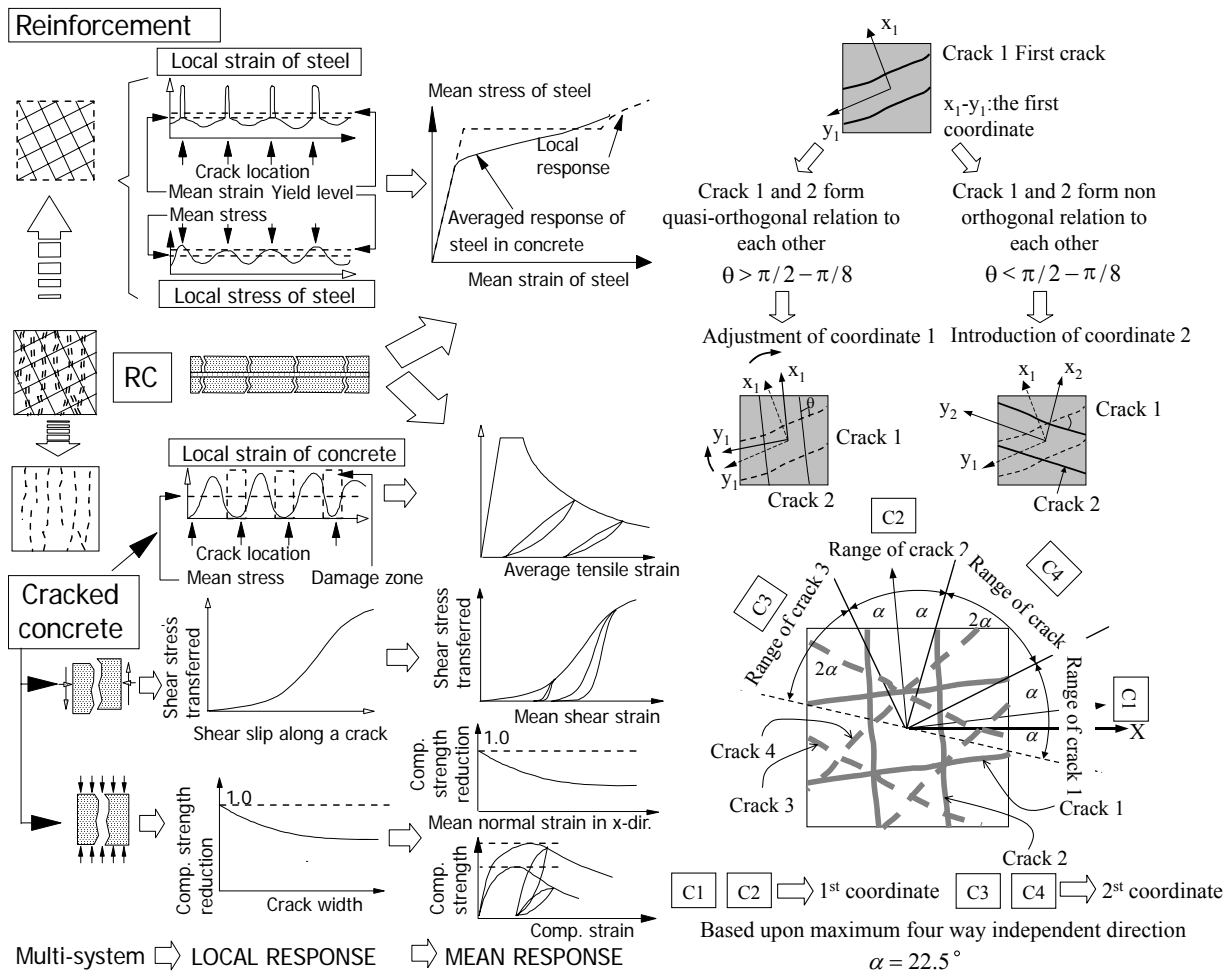 Reinforcement
Local strain of steel
Crack location
Mean strain Yield level
Mean stress
Local stress of steel
Mean stress of steel
Local
response
Averaged response of
steel in concrete
Mean strain of steel
RC
Local strain of concrete
Crack location
Mean stress
Damage zone
Average tensile strain
Cracked
concrete
Shear stress
transferred
Shear slip along a crack
Shear stress
transferred
Mean shear strain
1.0
Comp. strength
reduction
Crack width
1.0
Comp.
strength
reduction
Mean normal strain in x-dir.
Comp.
strength
Comp. strain
Multi-system LOCAL RESPONSE MEAN RESPONSE
x1
y1
Crack 1 First crack
x1-y1:the first
coordinate
Crack 1 and 2 form
quasi-orthogonal relation to
each other
θ > π/2 − π/8
Crack 1 and 2 form non
orthogonal relation to
each other
θ < π/2 − π/8
Adjustment of coordinate 1
x1
x1
θ
y1
y1
Crack 1
Crack 2
Introduction of coordinate 2
x1
x2
y2
y1
Crack 1
Crack 2
C2
Range of crack 2
C3
Range of crack 3
C4
Range of crack
C1
Range of crack 1
α
α
2α
2α
α
α
X
Crack 4
Crack 3
Crack 1
Crack 2
C1 C2 1st coordinate C3 C4 2st coordinate
Based upon maximum four way independent direction
α = 22.5°